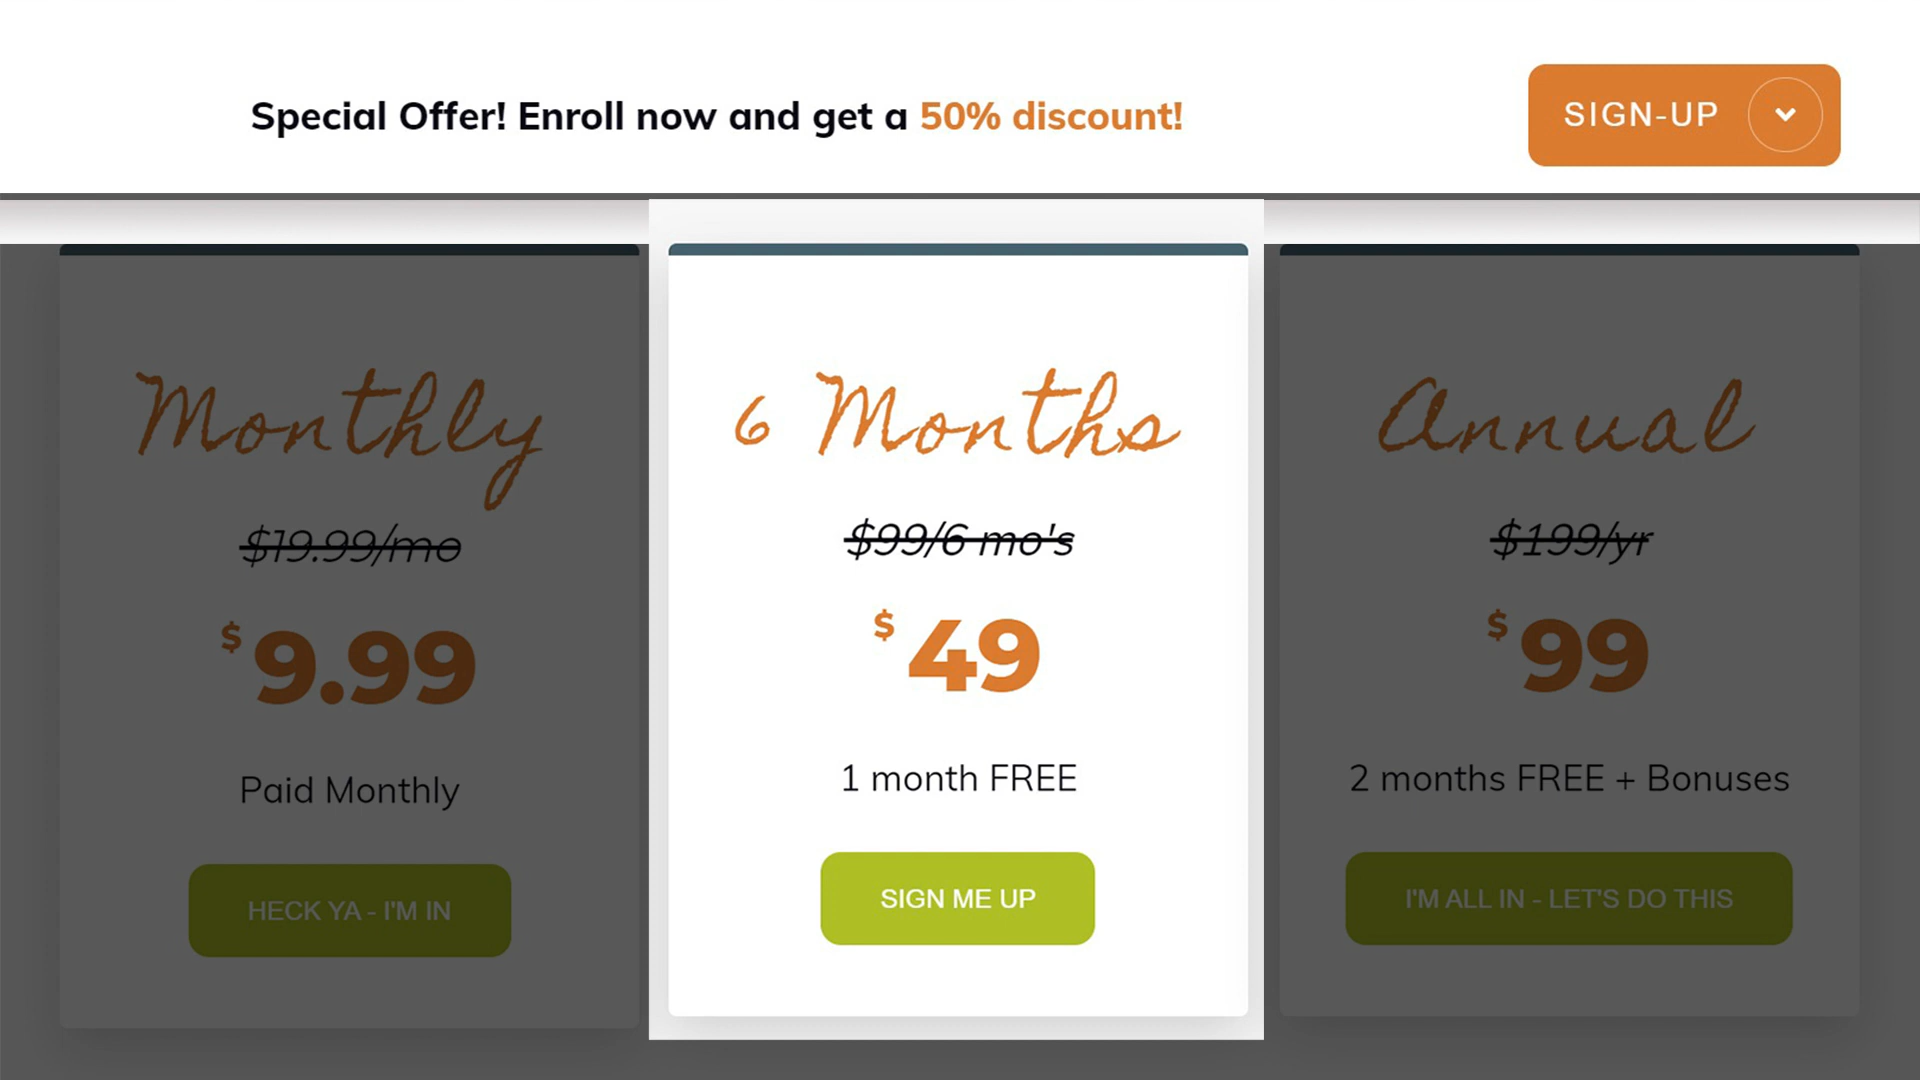 Special Offer! Enroll now and get a 50% discount!
SIGN-UP
Monthly
$19.99/mo
$9.99
Paid Monthly
HECK YA - I'M IN
6 Months
$99/6 mo's
$49
1 month FREE
SIGN ME UP
Annual
$199/yr
$99
2 months FREE + Bonuses
I'M ALL IN - LET'S DO THIS